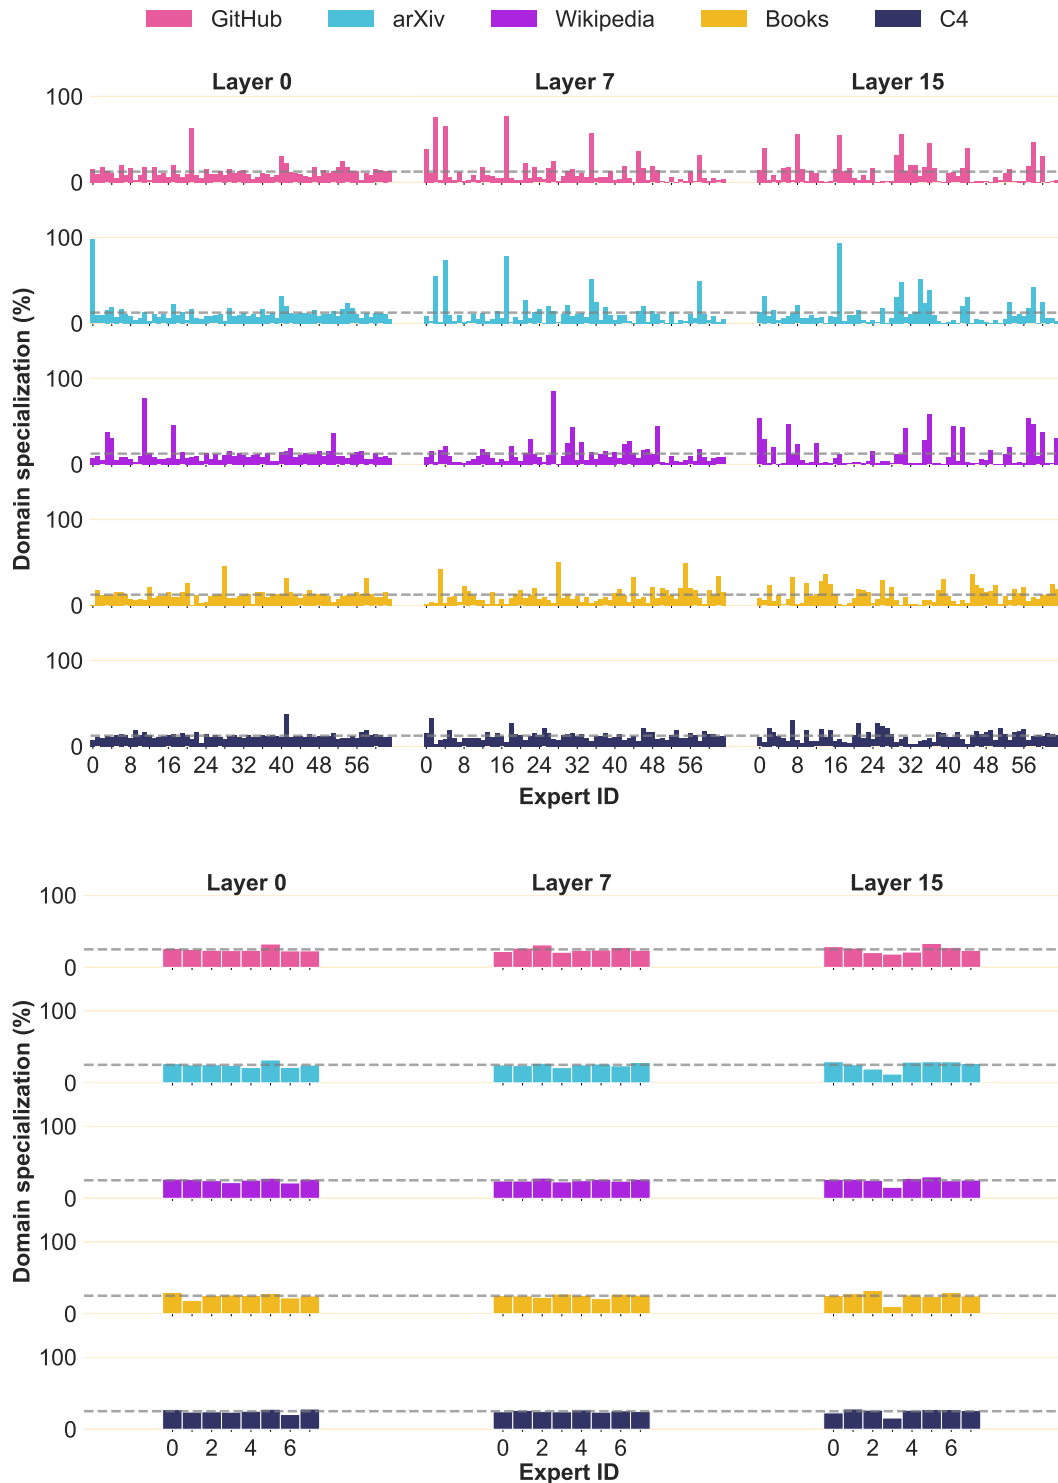 GitHub arXiv Wikipedia Books C4
Layer 0 Layer 7 Layer 15
Domain specialization (%)
100
0
100
0
100
0
100
0
100
0
0 8 16 24 32 40 48 56 0 8 16 24 32 40 48 56 0 8 16 24 32 40 48 56
Expert ID
Layer 0 Layer 7 Layer 15
Domain specialization (%)
100
0
100
0
100
0
100
0
100
0
0 2 4 6 0 2 4 6 0 2 4 6
Expert ID